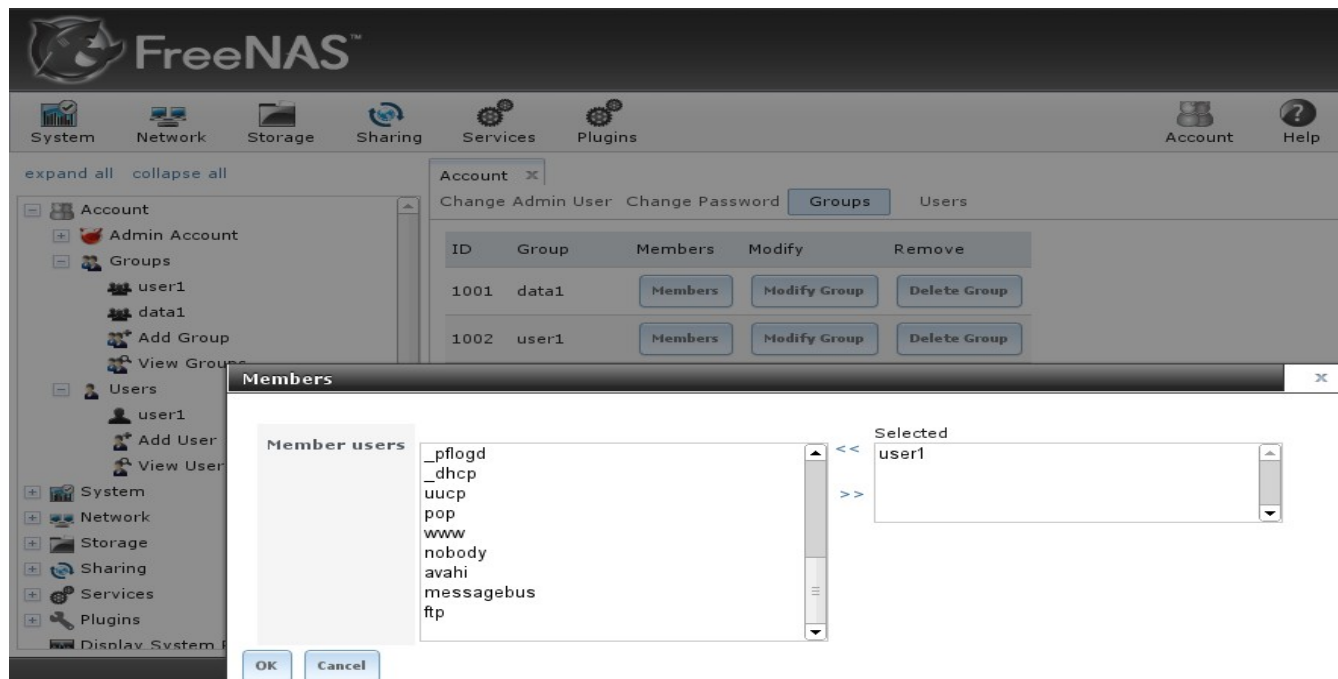 FreeNAS™
System Network Storage Sharing Services Plugins Account Help
expand all collapse all
Account
Admin Account
Groups
user1
data1
Add Group
View Groups
Users
user1
Add User
View User
System
Network
Storage
Sharing
Services
Plugins
Display System
Account x
Change Admin User Change Password Groups Users
ID Group Members Modify Remove
1001 data1 Members Modify Group Delete Group
1002 user1 Members Modify Group Delete Group
Members x
Member users
_pflogd
_dhcp
uucp
pop
www
nobody
avahi
messagebus
ftp
<<
>>
Selected
user1
OK Cancel